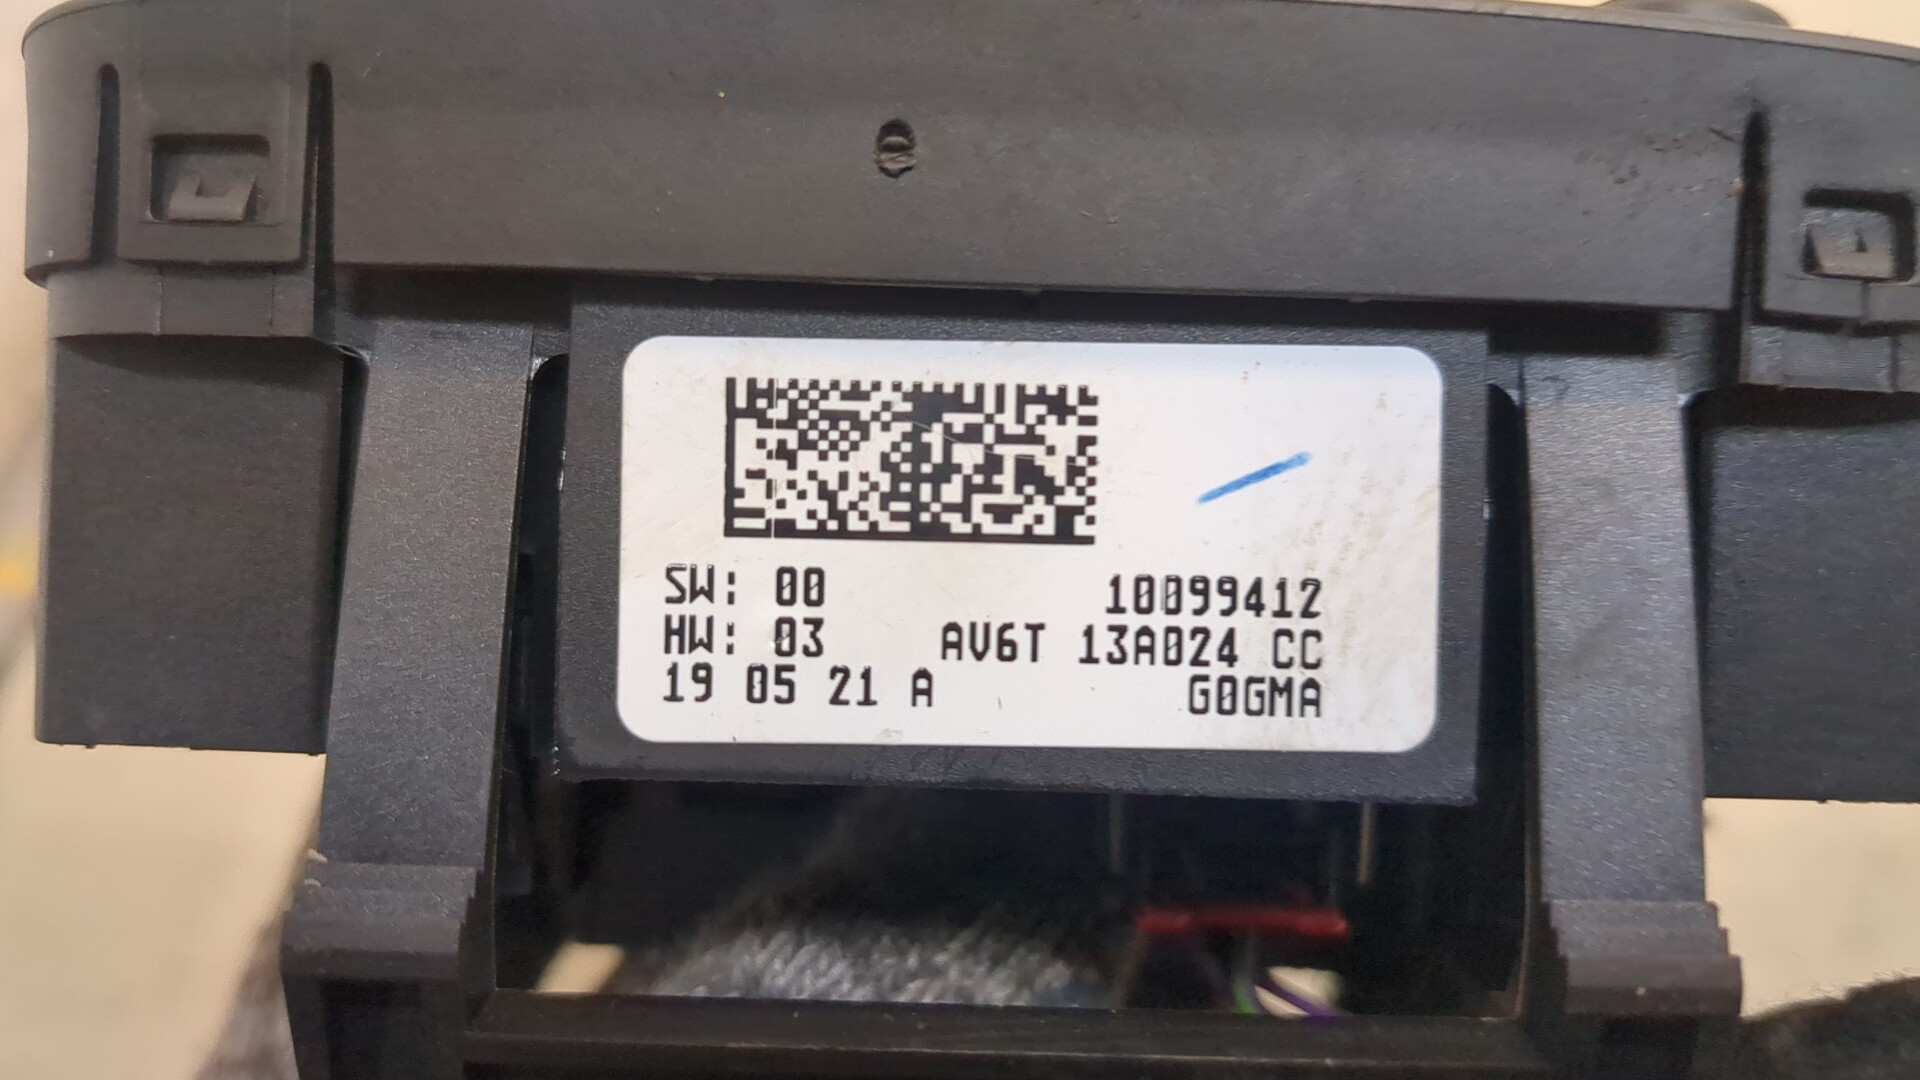 SW: 00
10099412
HW: 03
AV6T 13A024 CC
19 05 21 A
G0GMA